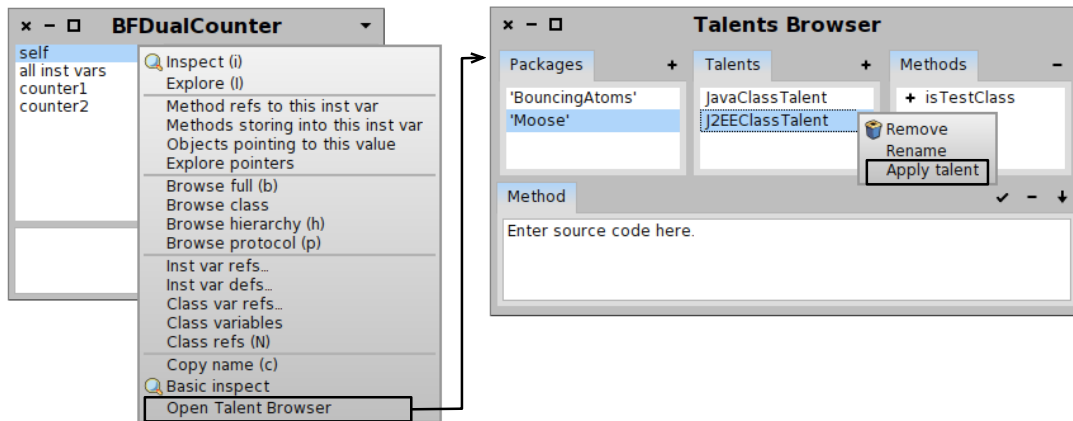 BFDualCounter
self
all inst vars
counter1
counter2
Inspect (i)
Explore (I)
Method refs to this inst var
Methods storing into this inst var
Objects pointing to this value
Explore pointers
Browse full (b)
Browse class
Browse hierarchy (h)
Browse protocol (p)
Inst var refs...
Inst var defs...
Class var refs...
Class variables
Class refs (N)
Copy name (c)
Basic inspect
Open Talent Browser
Talents Browser
Packages +
'BouncingAtoms'
'Moose'
Talents +
JavaClassTalent
J2EEClassTalent
Methods −
+ isTestClass
Remove
Rename
Apply talent
Method
Enter source code here.